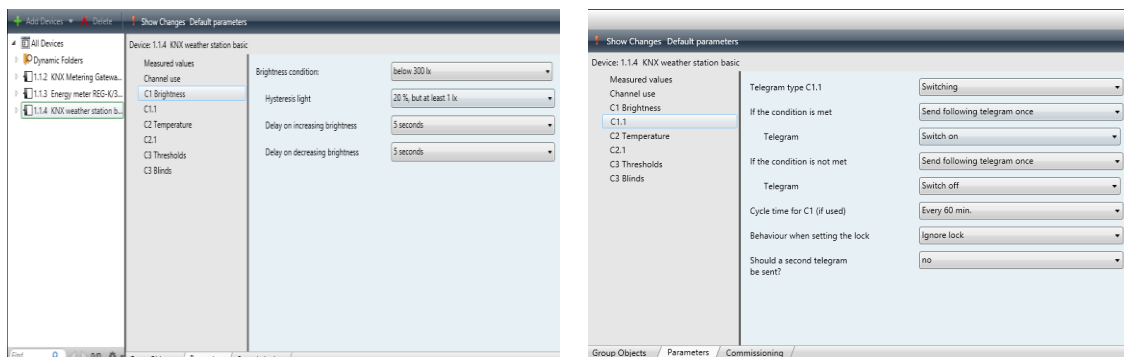 Add Devices Delete Show Changes Default parameters
All Devices
Dynamic Folders
1.1.2 KNX Metering Gatewa...
1.1.3 Energy meter REG-K/3...
1.1.4 KNX weather station b...
Find
Device: 1.1.4 KNX weather station basic
Measured values
Channel use
C1 Brightness
C1.1
C2 Temperature
C2.1
C3 Thresholds
C3 Blinds
Brightness condition: below 300 lx
Hysteresis light 20 %, but at least 1 lx
Delay on increasing brightness 5 seconds
Delay on decreasing brightness 5 seconds
Show Changes Default parameters
Device: 1.1.4 KNX weather station basic
Measured values
Channel use
C1 Brightness
C1.1
C2 Temperature
C2.1
C3 Thresholds
C3 Blinds
Telegram type C1.1 Switching
If the condition is met Send following telegram once
Telegram Switch on
If the condition is not met Send following telegram once
Telegram Switch off
Cycle time for C1 (if used) Every 60 min.
Behaviour when setting the lock Ignore lock
Should a second telegram no
be sent?
Group Objects Parameters Commissioning